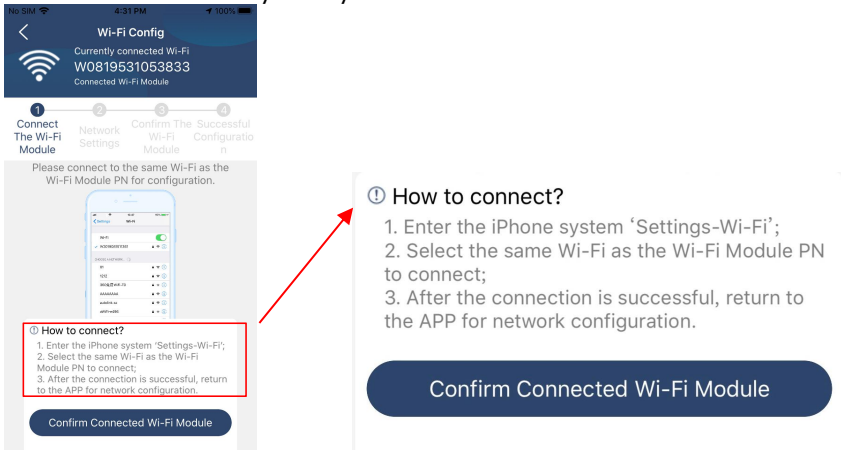 No SIM 4:31 PM 100%
Wi-Fi Config
Currently connected Wi-Fi
W0819531053833
Connected Wi-Fi Module
1 2 3 4
Connect
The Wi-Fi
Module
Network
Settings
Confirm The
Wi-Fi
Module
Successful
Configuratio
n
Please connect to the same Wi-Fi as the
Wi-Fi Module PN for configuration.
Settings Wi-Fi
Wi-Fi
1232
AAAAAAAA
How to connect?
1. Enter the iPhone system 'Settings-Wi-Fi';
2. Select the same Wi-Fi as the Wi-Fi
Module PN to connect;
3. After the connection is successful, return
to the APP for network configuration.
Confirm Connected Wi-Fi Module
How to connect?
1. Enter the iPhone system ‘Settings-Wi-Fi’;
2. Select the same Wi-Fi as the Wi-Fi Module PN
to connect;
3. After the connection is successful, return to
the APP for network configuration.
Confirm Connected Wi-Fi Module